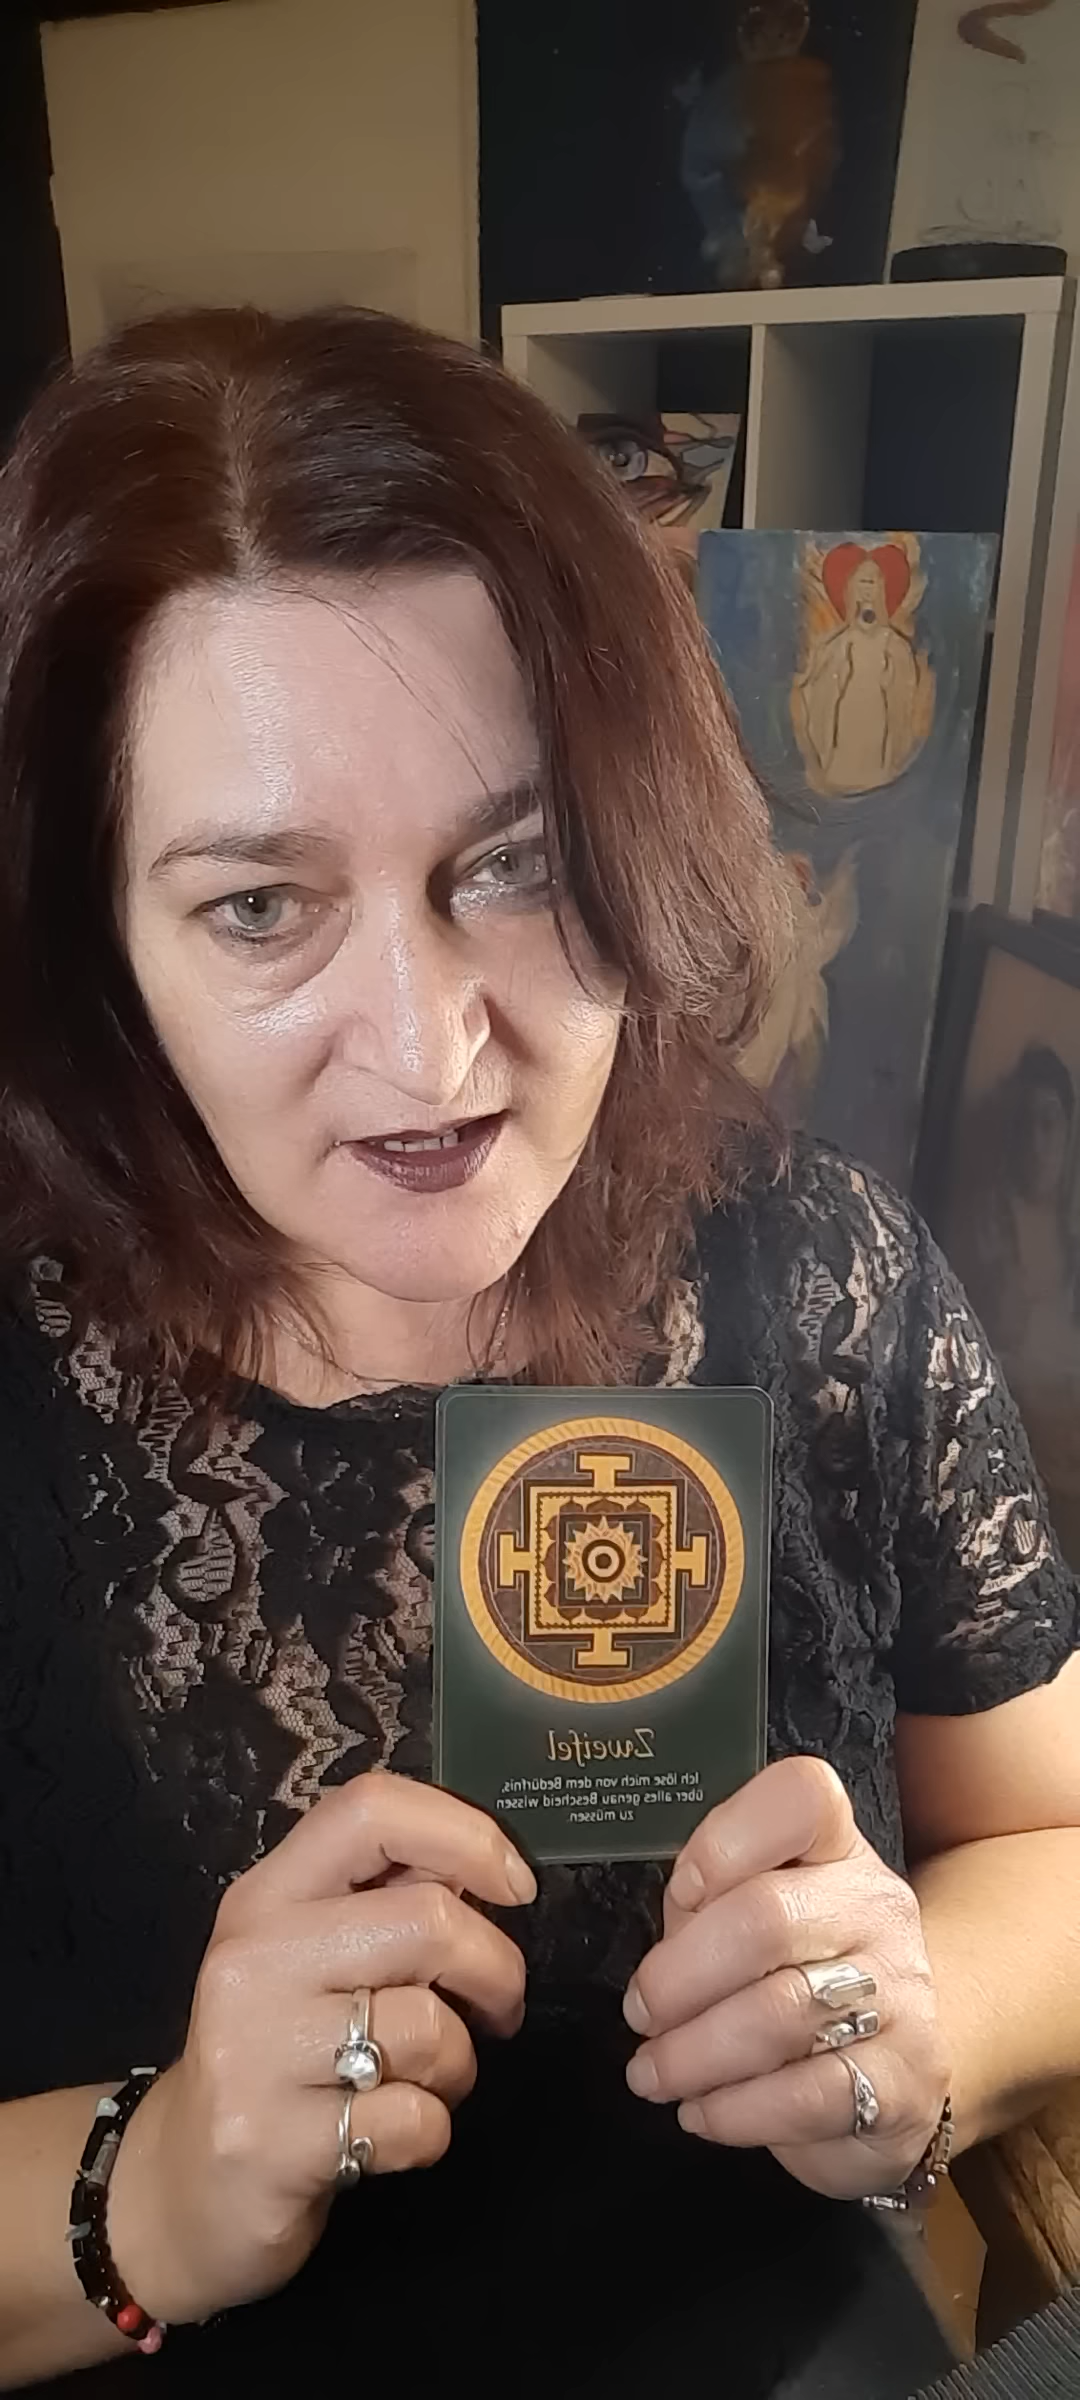 Zweifel
Ich löse mich von dem Bedürfnis,
über alles genau Bescheid wissen
zu müssen.